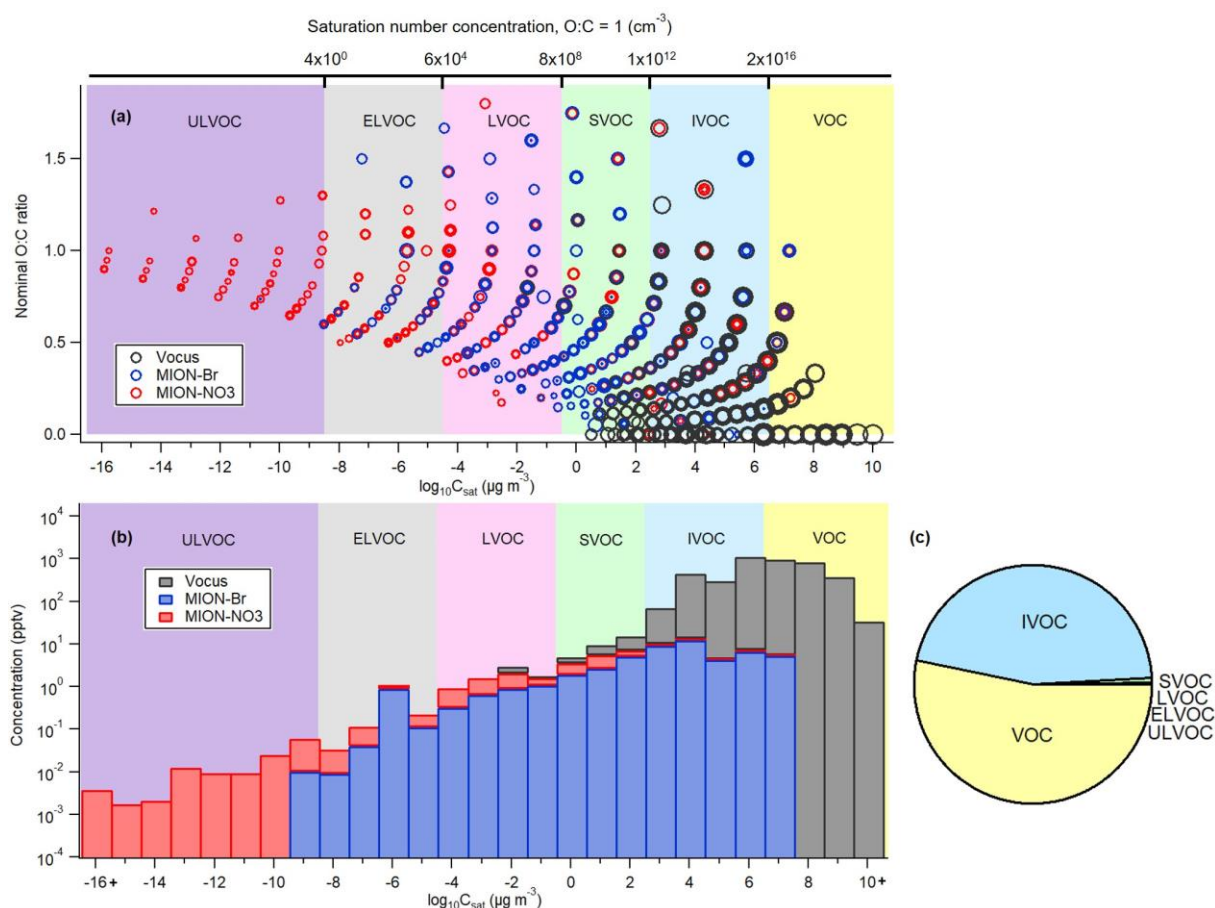 Saturation number concentration, O:C = 1 (cm⁻³)
4x10⁰ 6x10⁴ 8x10⁸ 1x10¹² 2x10¹⁶
(a) ULVOC ELVOC LVOC SVOC IVOC VOC
Nominal O:C ratio
1.5
1.0
0.5
0.0
Vocus
MION-Br
MION-NO3
-16 -14 -12 -10 -8 -6 -4 -2 0 2 4 6 8 10
log₁₀C_sat (µg m⁻³)
(b) ULVOC ELVOC LVOC SVOC IVOC VOC
Concentration (pptv)
10⁴
10³
10²
10¹
10⁰
10⁻¹
10⁻²
10⁻³
10⁻⁴
Vocus
MION-Br
MION-NO3
-16+ -14 -12 -10 -8 -6 -4 -2 0 2 4 6 8 10+
log₁₀C_sat (µg m⁻³)
(c)
IVOC
SVOC
LVOC
ELVOC
ULVOC
VOC